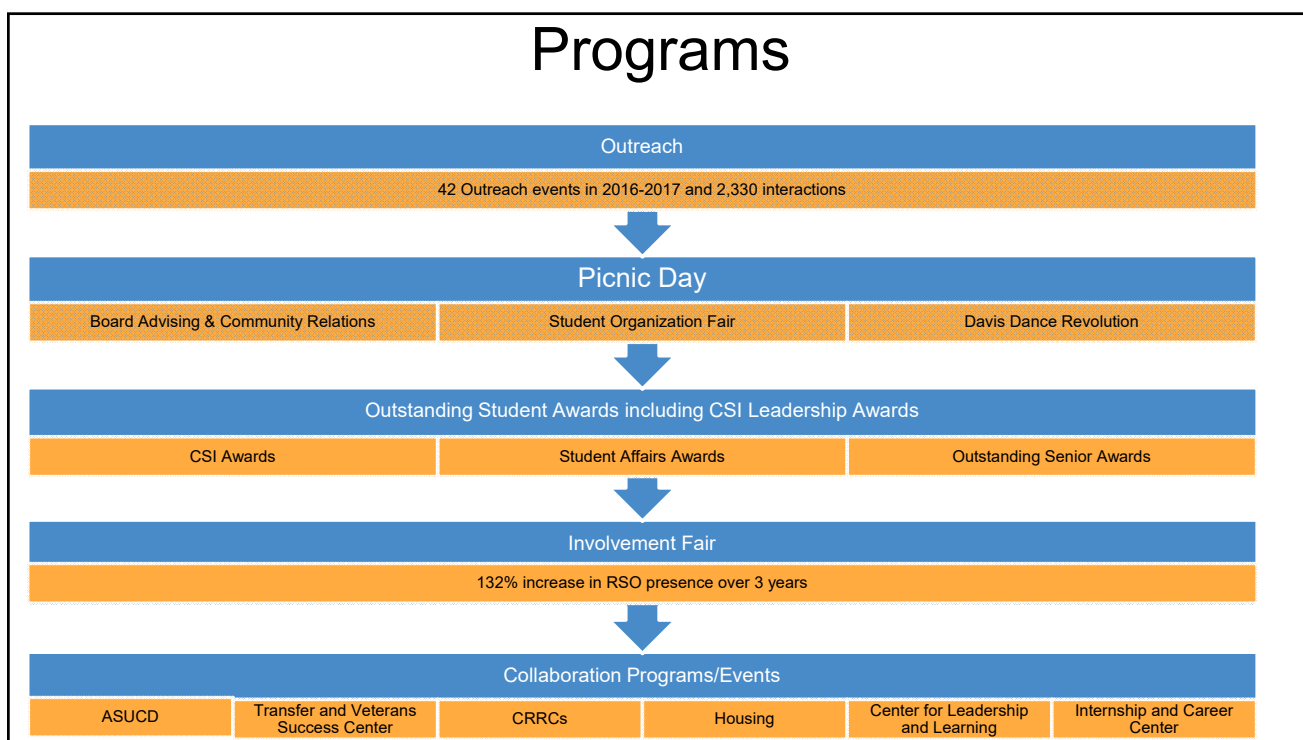 Programs
Outreach
42 Outreach events in 2016-2017 and 2,330 interactions
Picnic Day
Board Advising & Community Relations
Student Organization Fair
Davis Dance Revolution
Outstanding Student Awards including CSI Leadership Awards
CSI Awards
Student Affairs Awards
Outstanding Senior Awards
Involvement Fair
132% increase in RSO presence over 3 years
Collaboration Programs/Events
ASUCD
Transfer and Veterans
Success Center
CRRCs
Housing
Center for Leadership
and Learning
Internship and Career
Center